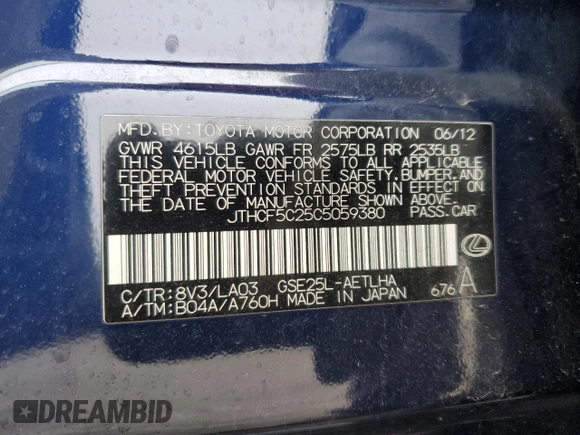 MFD. BY: TOYOTA MOTOR CORPORATION 06/12
GVWR 4615LB GAWR FR 2575LB RR 2535LB
THIS VEHICLE CONFORMS TO ALL APPLICABLE
FEDERAL MOTOR VEHICLE SAFETY, BUMPER, AND
THEFT PREVENTION STANDARDS IN EFFECT ON
THE DATE OF MANUFACTURE SHOWN ABOVE.
JTHCF5C25C5059380 PASS. CAR
C/TR: 8V3/LA03 GSE25L-AETLHA
A/TM: B04A/A760H MADE IN JAPAN 676 A
DREAMBID